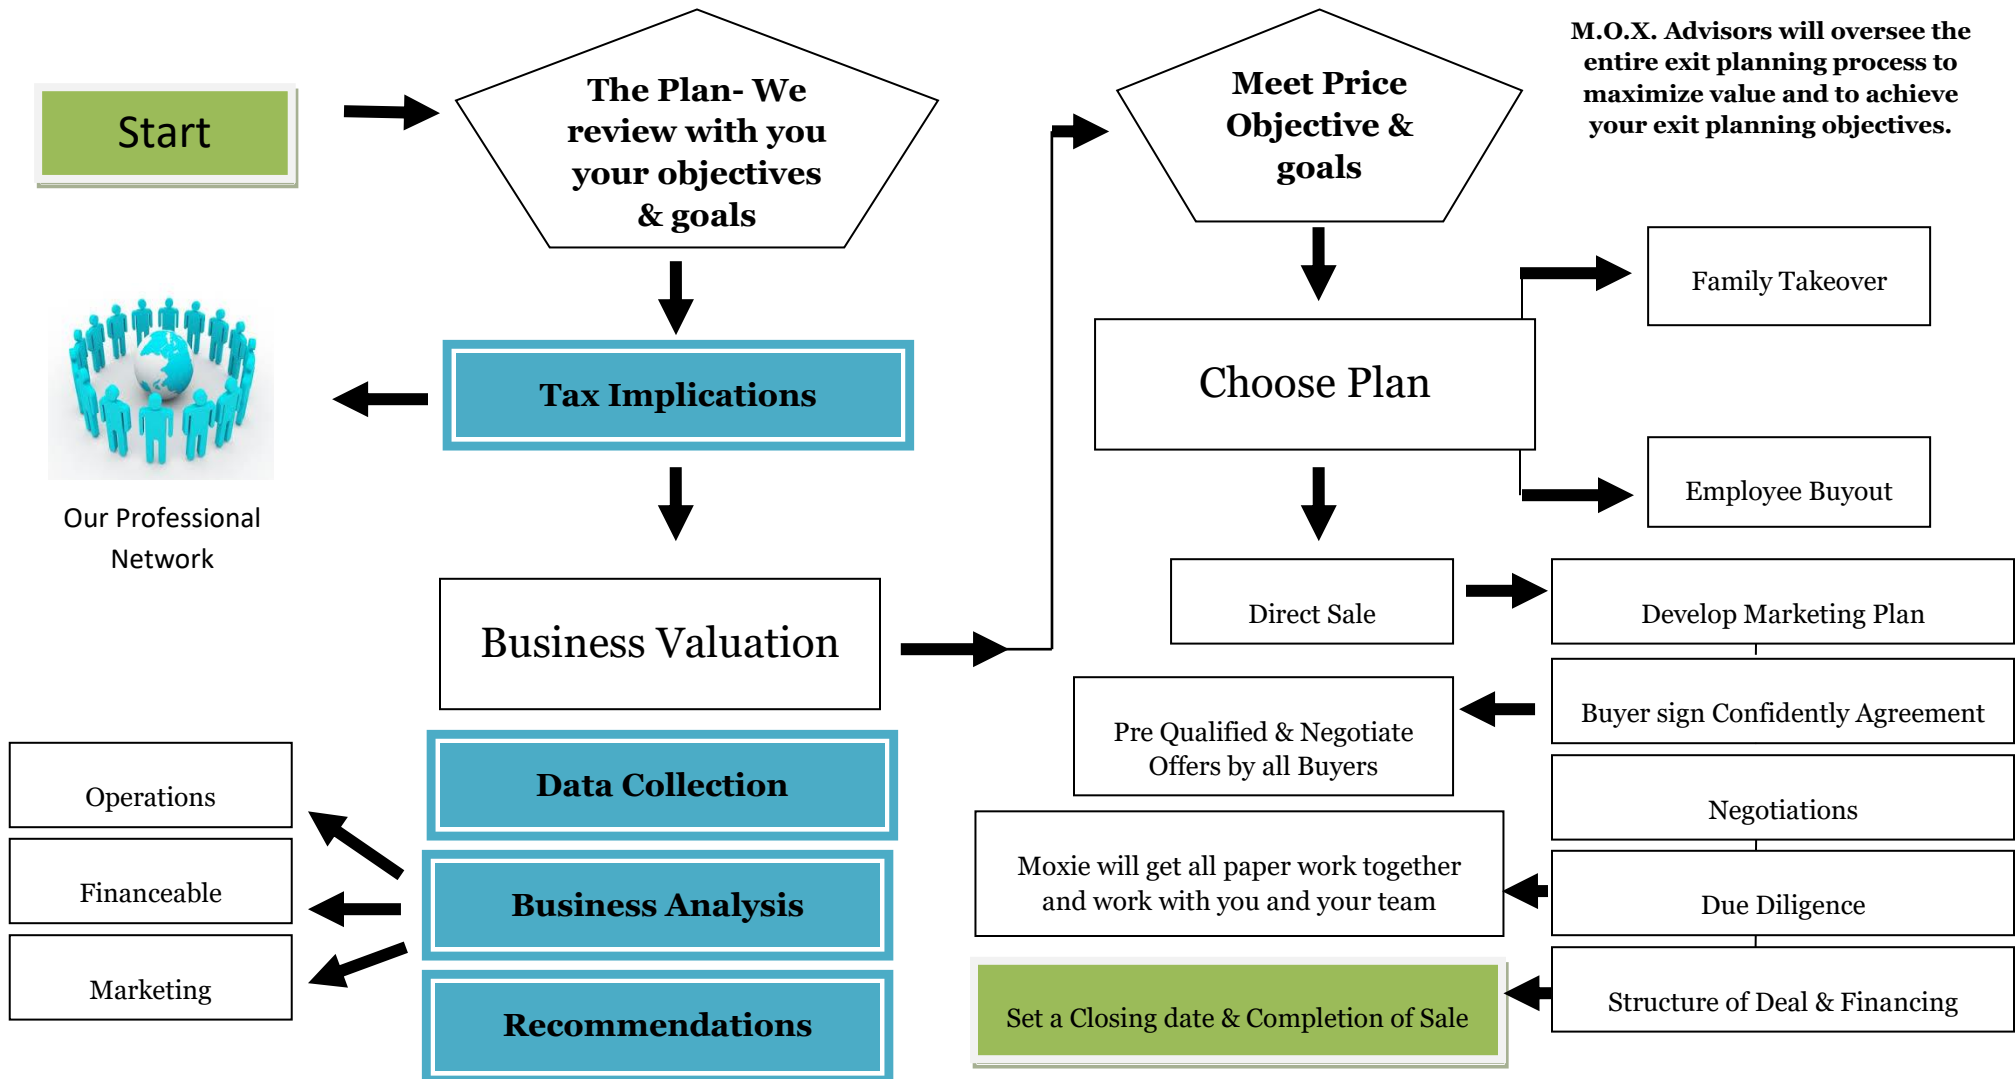 Start
The Plan- We
review with you
your objectives
& goals
Meet Price
Objective &
goals
M.O.X. Advisors will oversee the
entire exit planning process to
maximize value and to achieve
your exit planning objectives.
Our Professional
Network
Tax Implications
Business Valuation
Data Collection
Business Analysis
Recommendations
Operations
Financeable
Marketing
Choose Plan
Family Takeover
Employee Buyout
Direct Sale
Develop Marketing Plan
Buyer sign Confidently Agreement
Pre Qualified & Negotiate
Offers by all Buyers
Negotiations
Due Diligence
Moxie will get all paper work together
and work with you and your team
Structure of Deal & Financing
Set a Closing date & Completion of Sale